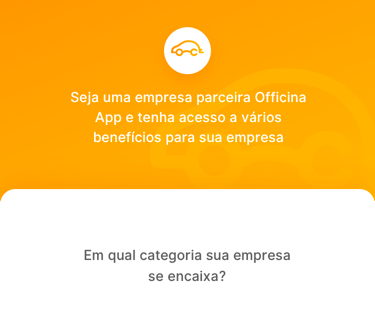 Seja uma empresa parceira Officina
App e tenha acesso a vários
benefícios para sua empresa
Em qual categoria sua empresa
se encaixa?